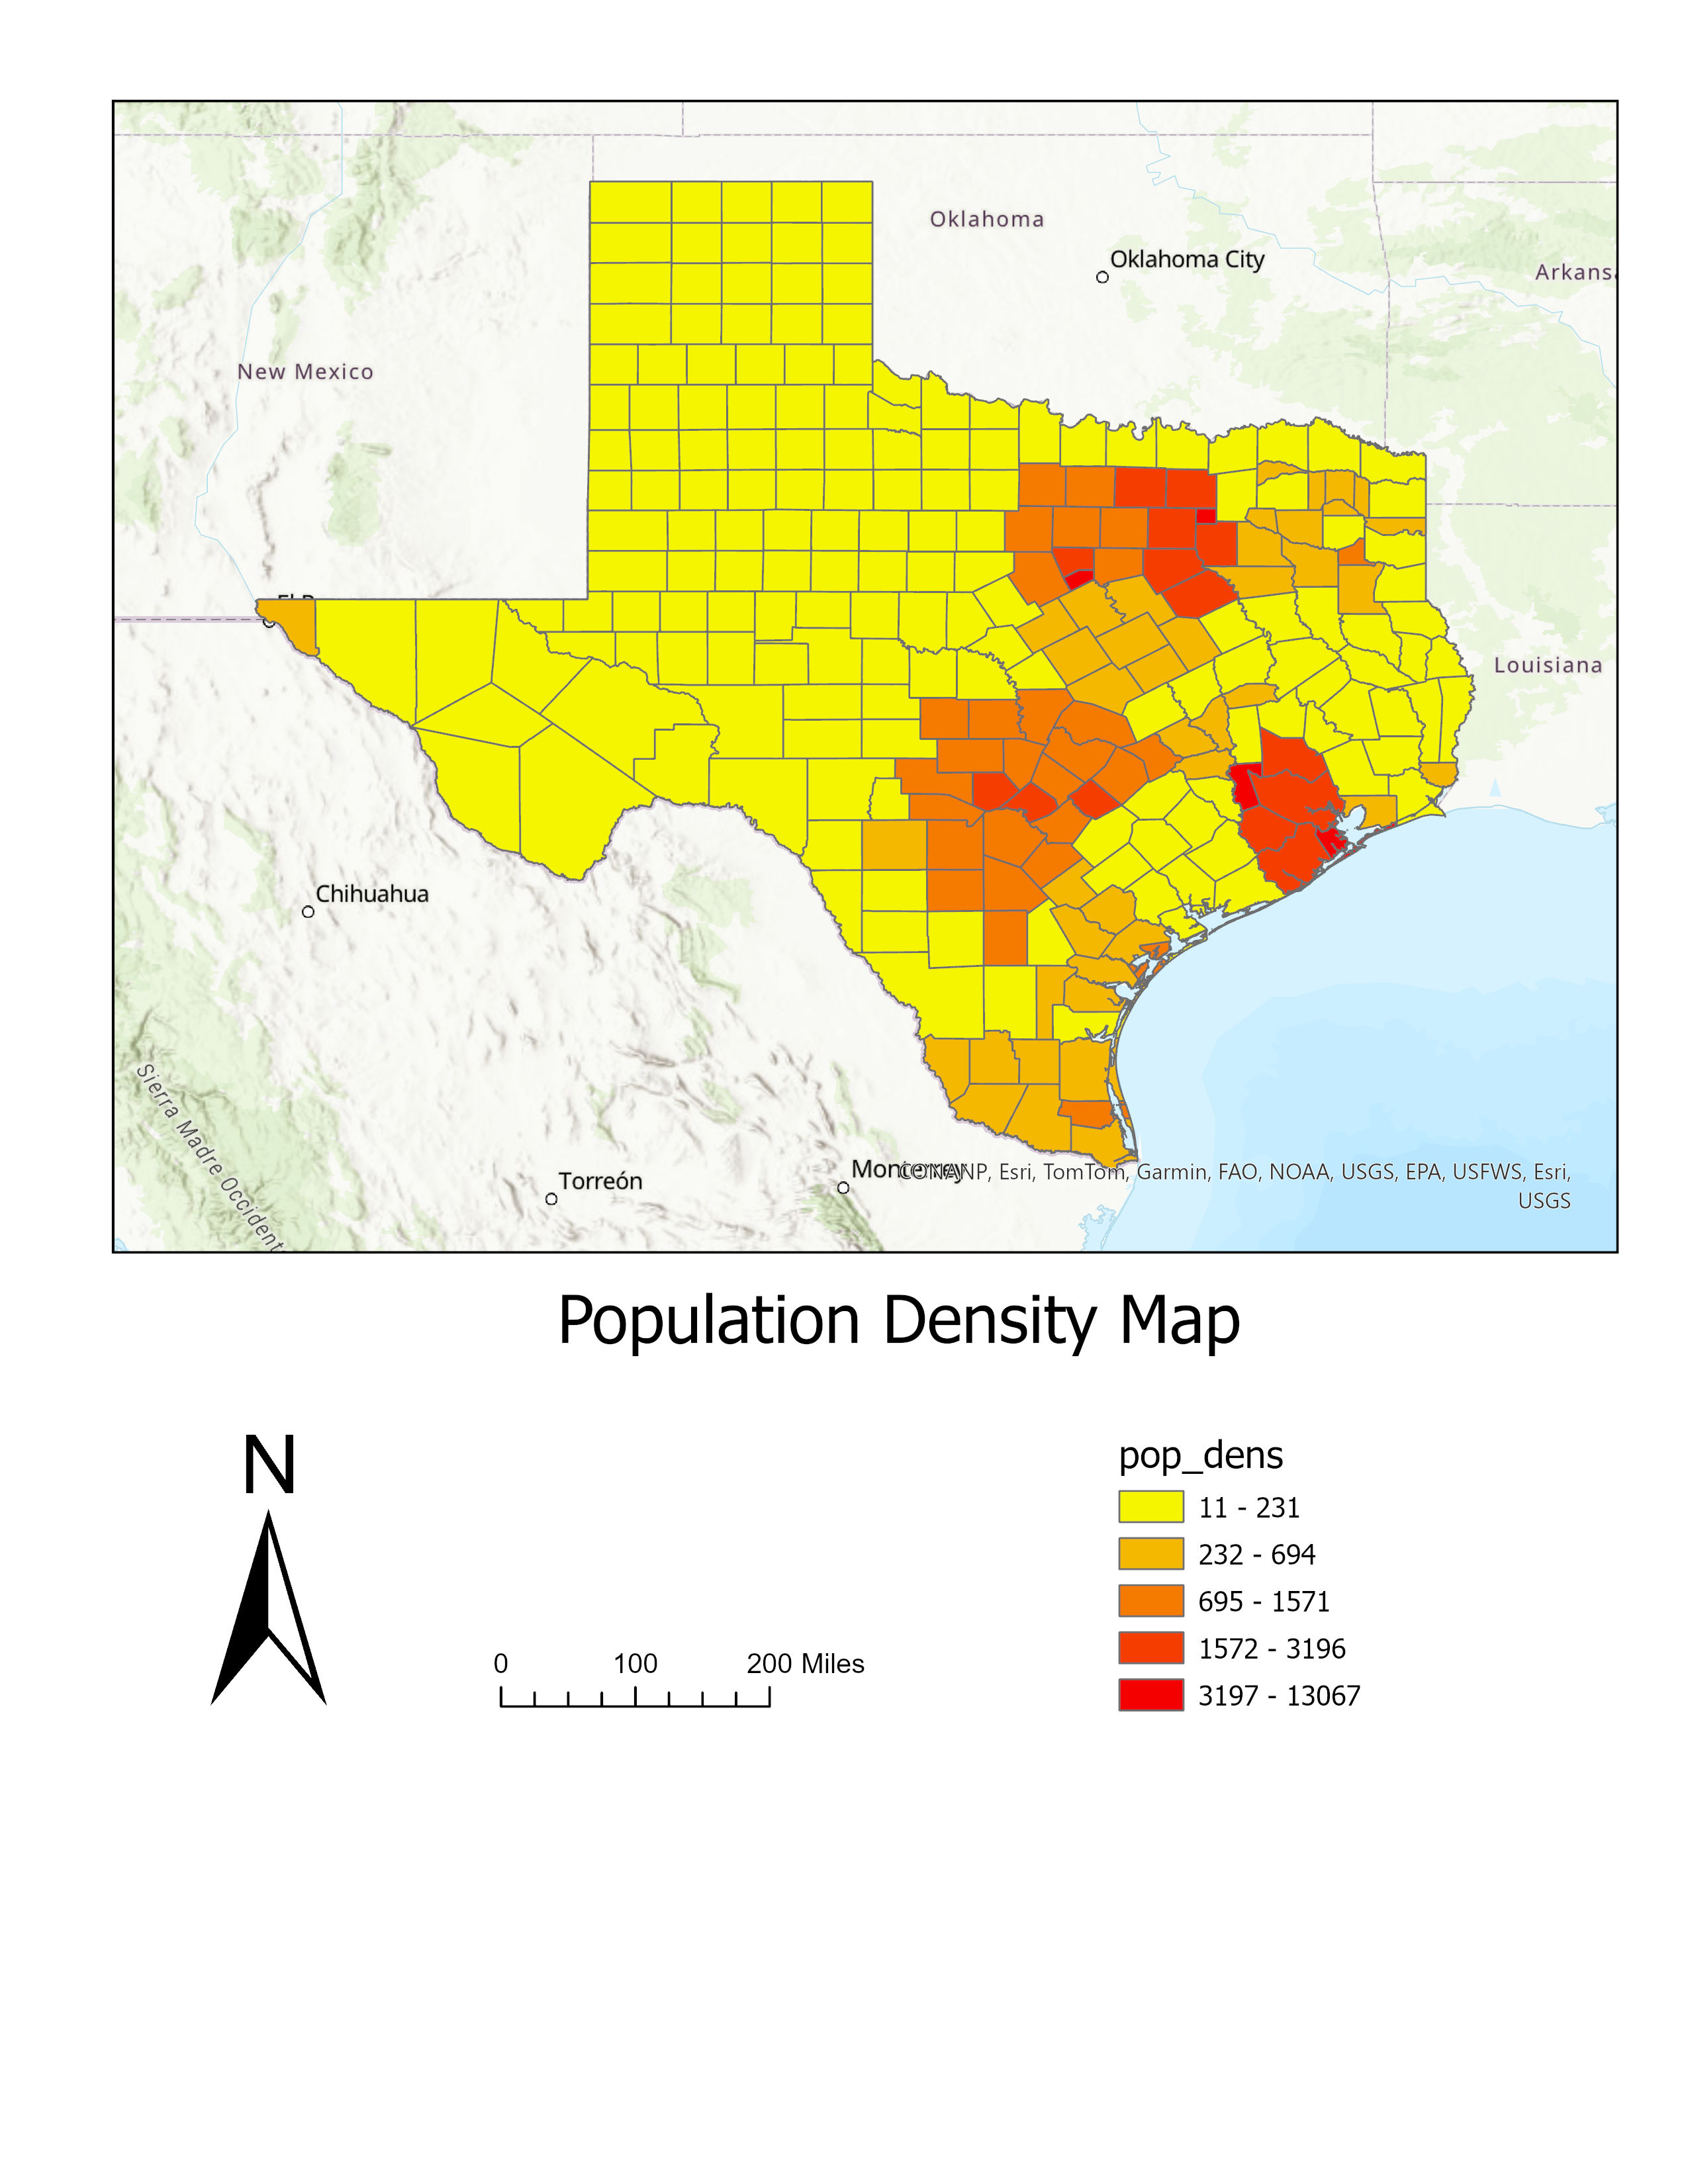 Oklahoma
Oklahoma City
Arkansa
New Mexico
El P
Louisiana
Chihuahua
Sierra Madre Occident
Torreón
Monterrey
CONANP, Esri, TomTom, Garmin, FAO, NOAA, USGS, EPA, USFWS, Esri,
USGS
Population Density Map
N
0 100 200 Miles
pop_dens
11 - 231
232 - 694
695 - 1571
1572 - 3196
3197 - 13067